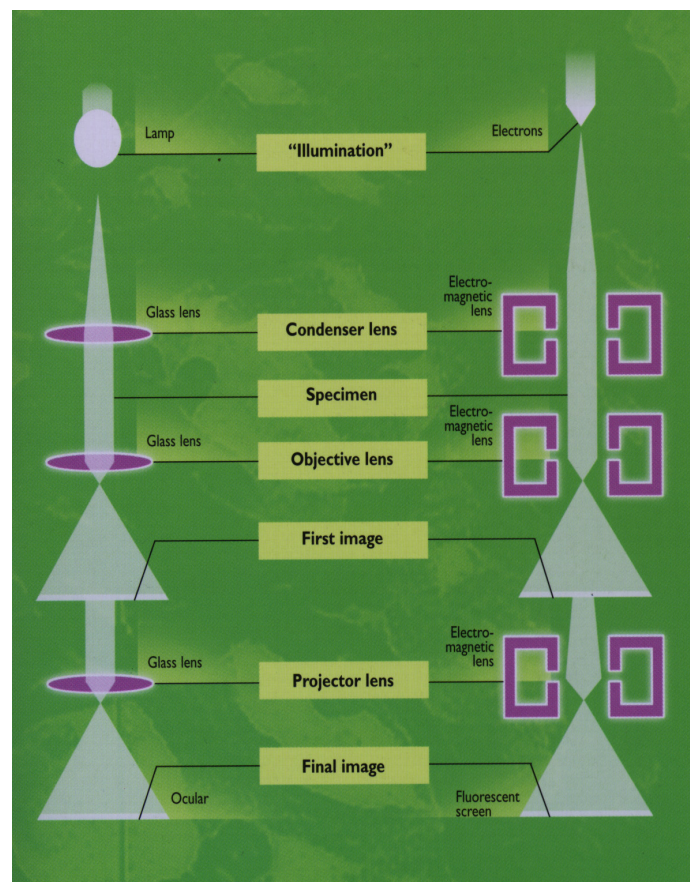 Lamp
Electrons
“Illumination”
Electro-
magnetic
lens
Glass lens
Condenser lens
Specimen
Electro-
magnetic
lens
Glass lens
Objective lens
First image
Electro-
magnetic
lens
Glass lens
Projector lens
Final image
Ocular
Fluorescent
screen